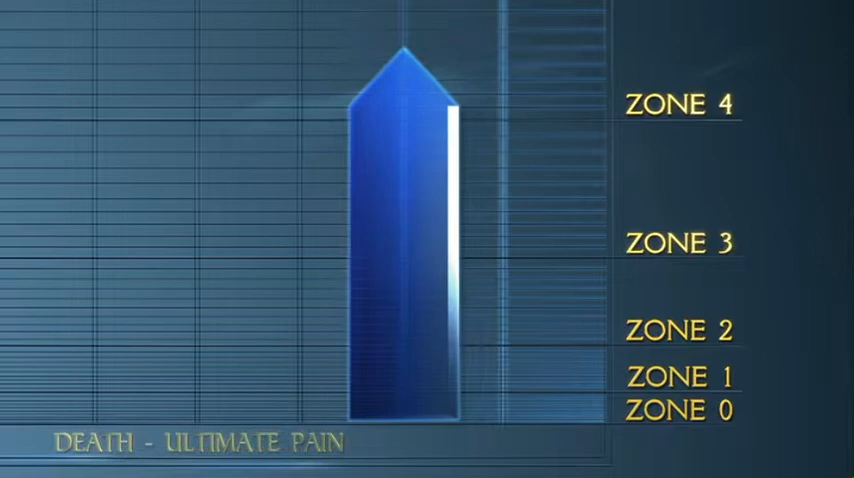 ZONE 4
ZONE 3
ZONE 2
ZONE 1
ZONE 0
DEATH - ULTIMATE PAIN